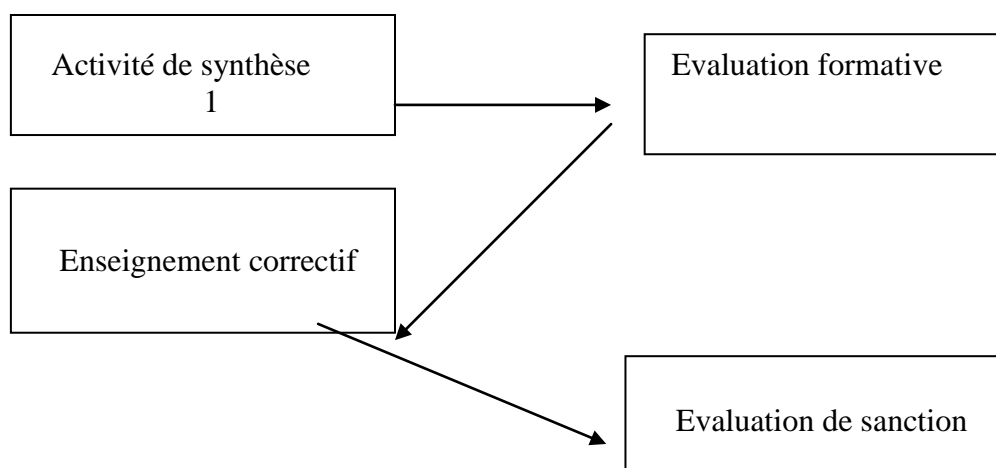 Activité de synthèse
1
Evaluation formative
Enseignement correctif
Evaluation de sanction